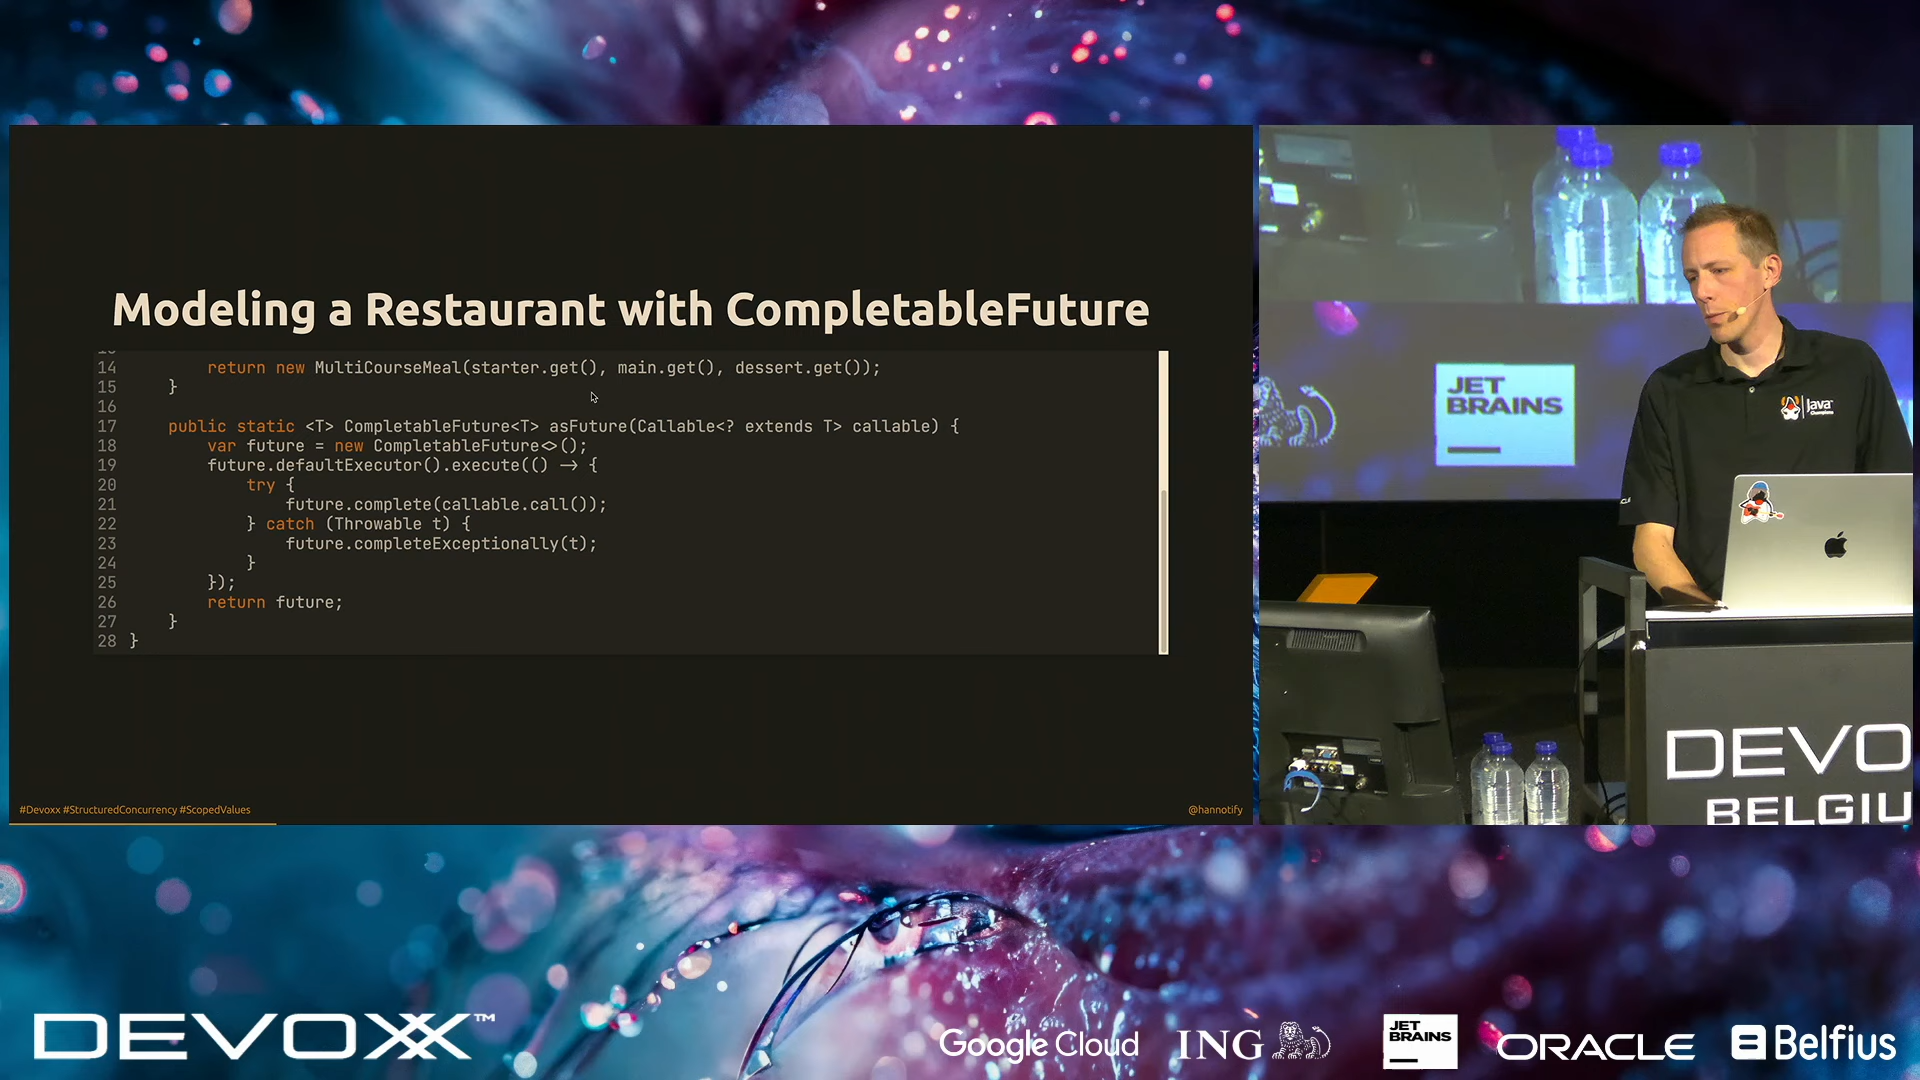 Modeling a Restaurant with CompletableFuture
14 return new MultiCourseMeal(starter.get(), main.get(), dessert.get());
15 }
16
17 public static <T> CompletableFuture<T> asFuture(Callable<? extends T> callable) {
18 var future = new CompletableFuture<>();
19 future.defaultExecutor().execute(() -> {
20 try {
21 future.complete(callable.call());
22 } catch (Throwable t) {
23 future.completeExceptionally(t);
24 }
25 });
26 return future;
27 }
28 }
#Devoxx #StructuredConcurrency #ScopedValues
@hannotify
JET
BRAINS
Java
Champions
DEVO
BELGIU
DEVOXX™
Google Cloud
ING
JET
BRAINS
ORACLE
Belfius